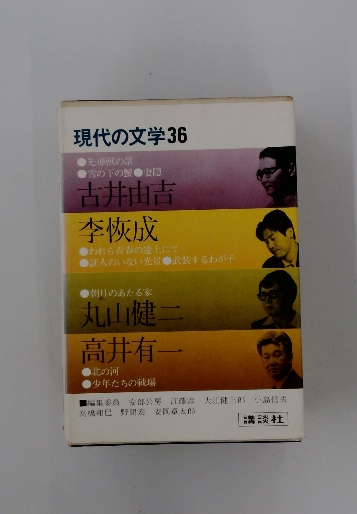 現代の文学36
●先導獣の話
●雪の下の蟹●妻隠
古井由吉
李恢成
●われら青春の途上にて
●証人のいない光景●武装するわが子
●朝日のあたる家
丸山健二
高井有一
●北の河
●少年たちの戦場
■編集委員 安部公房 江藤淳 大江健三郎 小島信夫
高橋和巳 野間宏 安岡章太郎
講談社